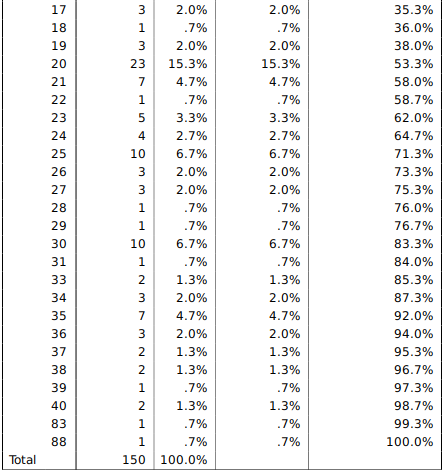 17 3 2.0% 2.0% 35.3%
18 1 .7% .7% 36.0%
19 3 2.0% 2.0% 38.0%
20 23 15.3% 15.3% 53.3%
21 7 4.7% 4.7% 58.0%
22 1 .7% .7% 58.7%
23 5 3.3% 3.3% 62.0%
24 4 2.7% 2.7% 64.7%
25 10 6.7% 6.7% 71.3%
26 3 2.0% 2.0% 73.3%
27 3 2.0% 2.0% 75.3%
28 1 .7% .7% 76.0%
29 1 .7% .7% 76.7%
30 10 6.7% 6.7% 83.3%
31 1 .7% .7% 84.0%
33 2 1.3% 1.3% 85.3%
34 3 2.0% 2.0% 87.3%
35 7 4.7% 4.7% 92.0%
36 3 2.0% 2.0% 94.0%
37 2 1.3% 1.3% 95.3%
38 2 1.3% 1.3% 96.7%
39 1 .7% .7% 97.3%
40 2 1.3% 1.3% 98.7%
83 1 .7% .7% 99.3%
88 1 .7% .7% 100.0%
Total 150 100.0%